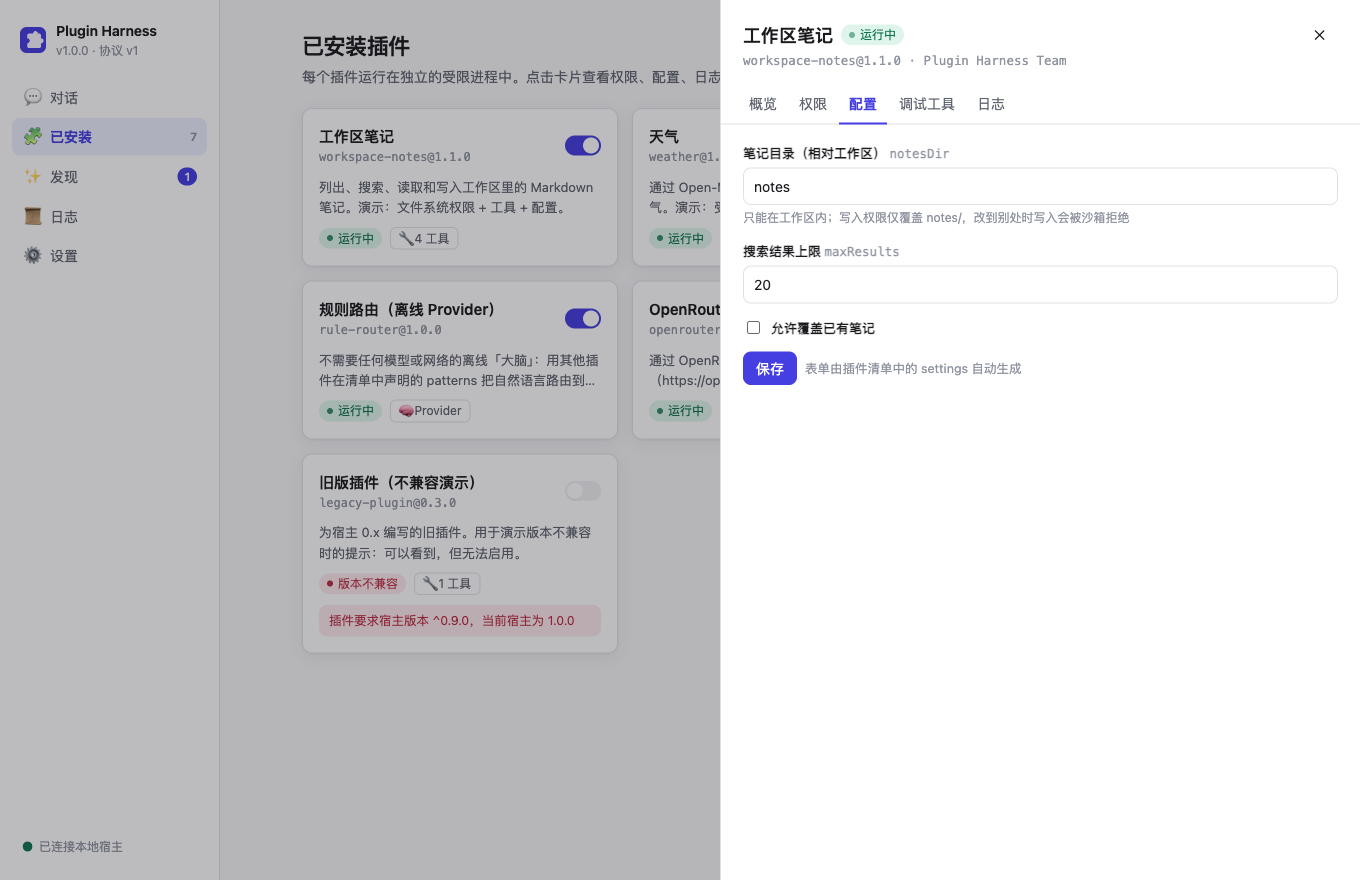 Plugin Harness
v1.0.0 · 协议 v1
对话
已安装
7
发现
1
日志
设置
已连接本地宿主
已安装插件
每个插件运行在独立的受限进程中。点击卡片查看权限、配置、日志
工作区笔记
workspace-notes@1.1.0
列出、搜索、读取和写入工作区里的 Markdown
笔记。演示：文件系统权限 + 工具 + 配置。
运行中
4 工具
天气
weather@1.
通过 Open-
气。演示：
运行中
规则路由（离线 Provider）
rule-router@1.0.0
不需要任何模型或网络的离线「大脑」：用其他插
件在清单中声明的 patterns 把自然语言路由到...
运行中
Provider
OpenRout
openrouter
通过 OpenR
（https://op
运行中
旧版插件（不兼容演示）
legacy-plugin@0.3.0
为宿主 0.x 编写的旧插件。用于演示版本不兼容
时的提示：可以看到，但无法启用。
版本不兼容
1 工具
插件要求宿主版本 ^0.9.0，当前宿主为 1.0.0
工作区笔记
运行中
workspace-notes@1.1.0 · Plugin Harness Team
概览
权限
配置
调试工具
日志
笔记目录（相对工作区） notesDir
notes
只能在工作区内；写入权限仅覆盖 notes/，改到别处时写入会被沙箱拒绝
搜索结果上限 maxResults
20
允许覆盖已有笔记
保存
表单由插件清单中的 settings 自动生成